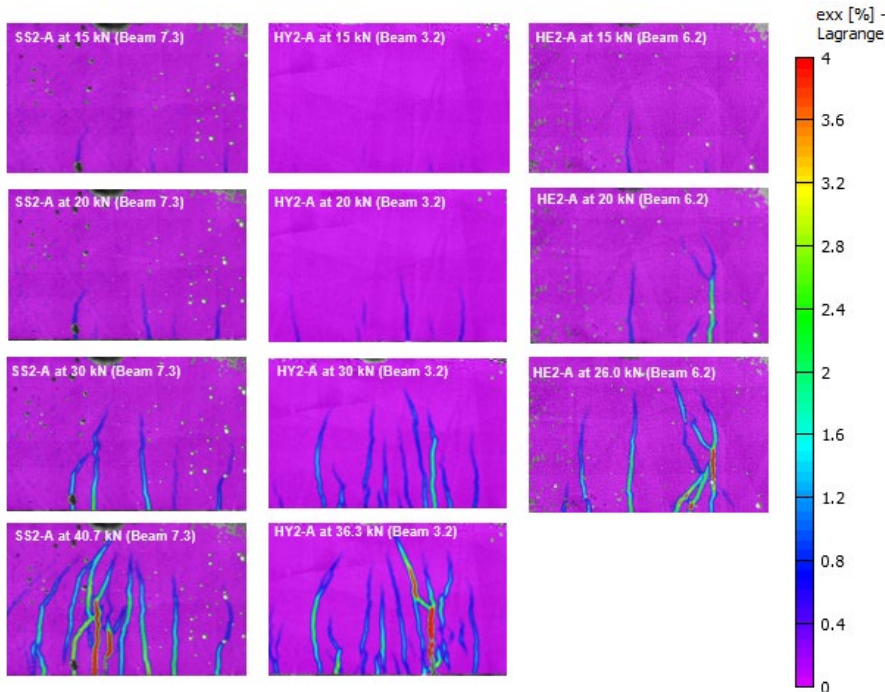 exx [%] -
Lagrange
SS2-A at 15 kN (Beam 7.3)
HY2-A at 15 kN (Beam 3.2)
HE2-A at 15 kN (Beam 6.2)
SS2-A at 20 kN (Beam 7.3)
HY2-A at 20 kN (Beam 3.2)
HE2-A at 20 kN (Beam 6.2)
SS2-A at 30 kN (Beam 7.3)
HY2-A at 30 kN (Beam 3.2)
HE2-A at 26.0 kN (Beam 6.2)
SS2-A at 40.7 kN (Beam 7.3)
HY2-A at 36.3 kN (Beam 3.2)
4
3.6
3.2
2.8
2.4
2
1.6
1.2
0.8
0.4
0